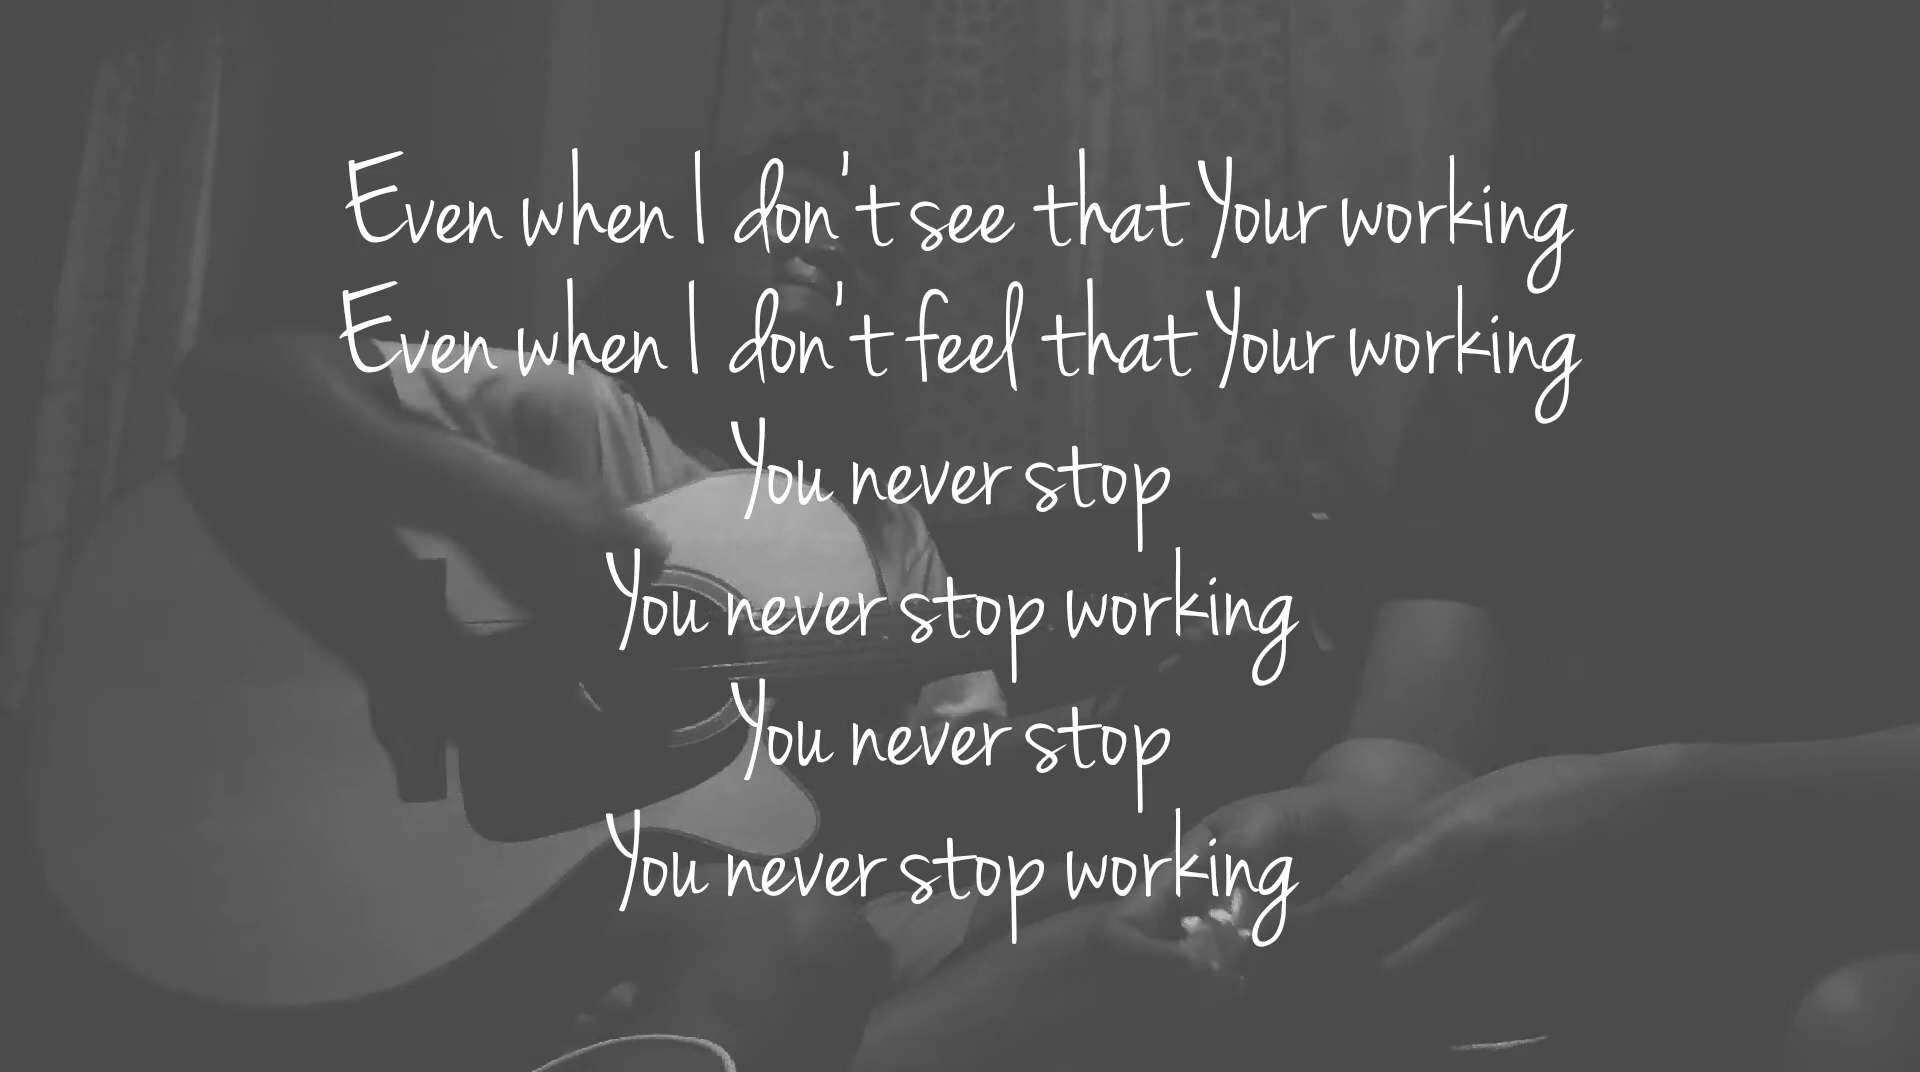 Even when I don't see that Your working
Even when I don't feel that Your working
You never stop
You never stop working
You never stop
You never stop working